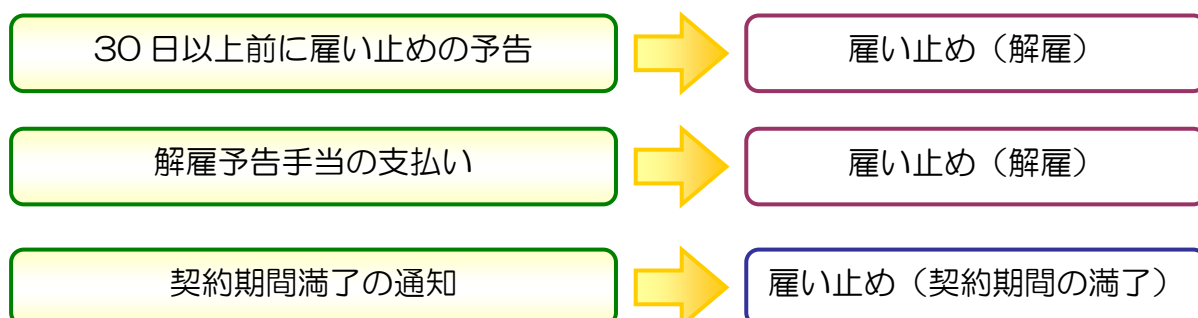 30日以上前に雇い止めの予告
雇い止め（解雇）
解雇予告手当の支払い
雇い止め（解雇）
契約期間満了の通知
雇い止め（契約期間の満了）